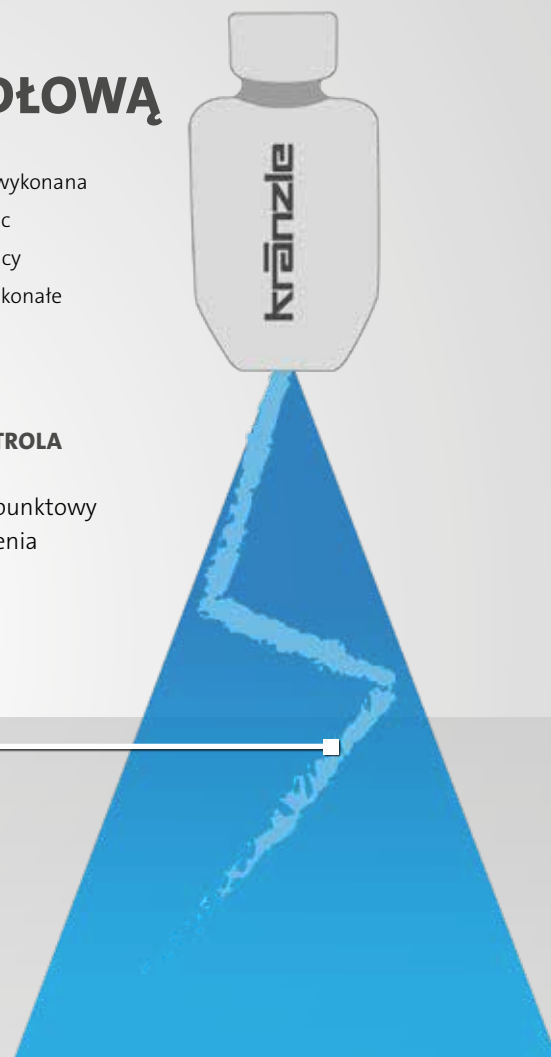 OŁOWĄ
wykonana
c
cy
konałe
TROLA
punktowy
enia
kränzle